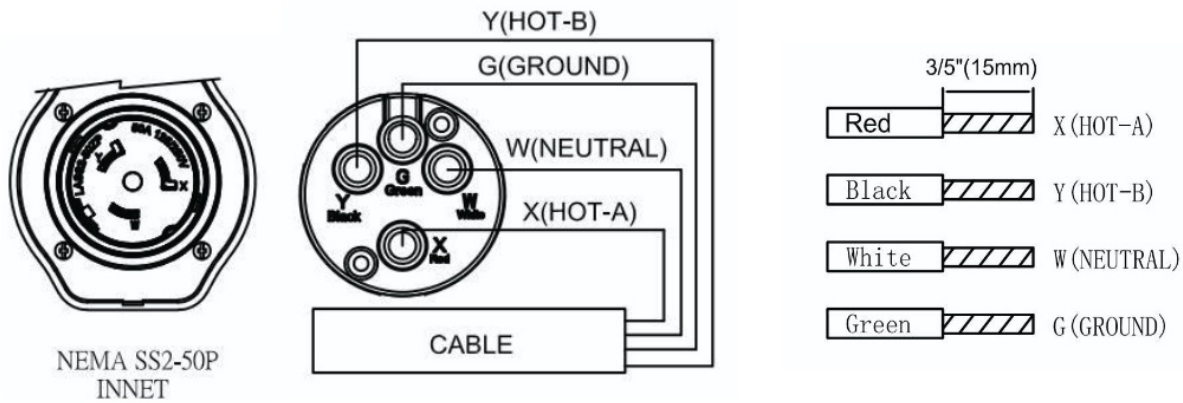 Y
X
W
NEMA SS2-50P
INNET
Y(HOT-B)
G(GROUND)
W(NEUTRAL)
X(HOT-A)
G
Green
Y
Black
W
White
X
Red
CABLE
3/5"(15mm)
Red X(HOT-A)
Black Y(HOT-B)
White W(NEUTRAL)
Green G(GROUND)